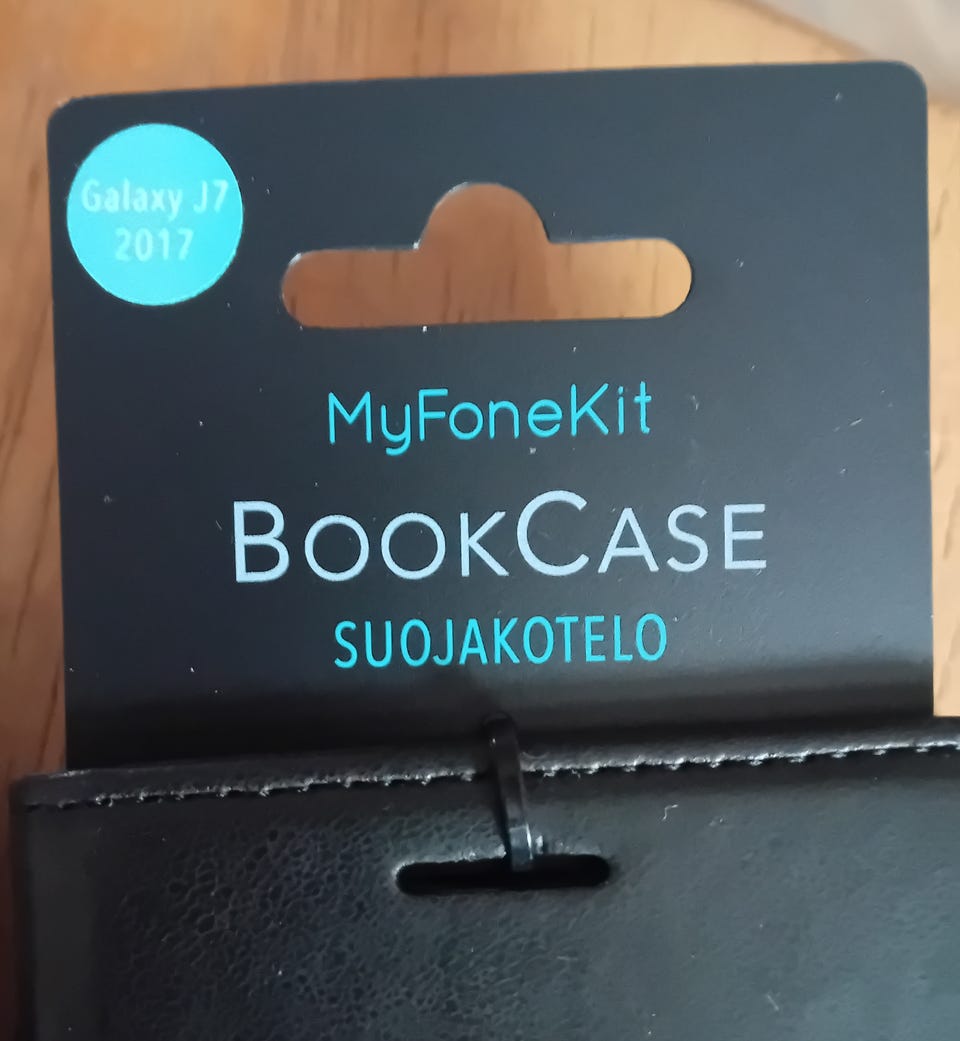 Galaxy J7
2017
MyFoneKit
BOOKCASE
SUOJAKOTELO